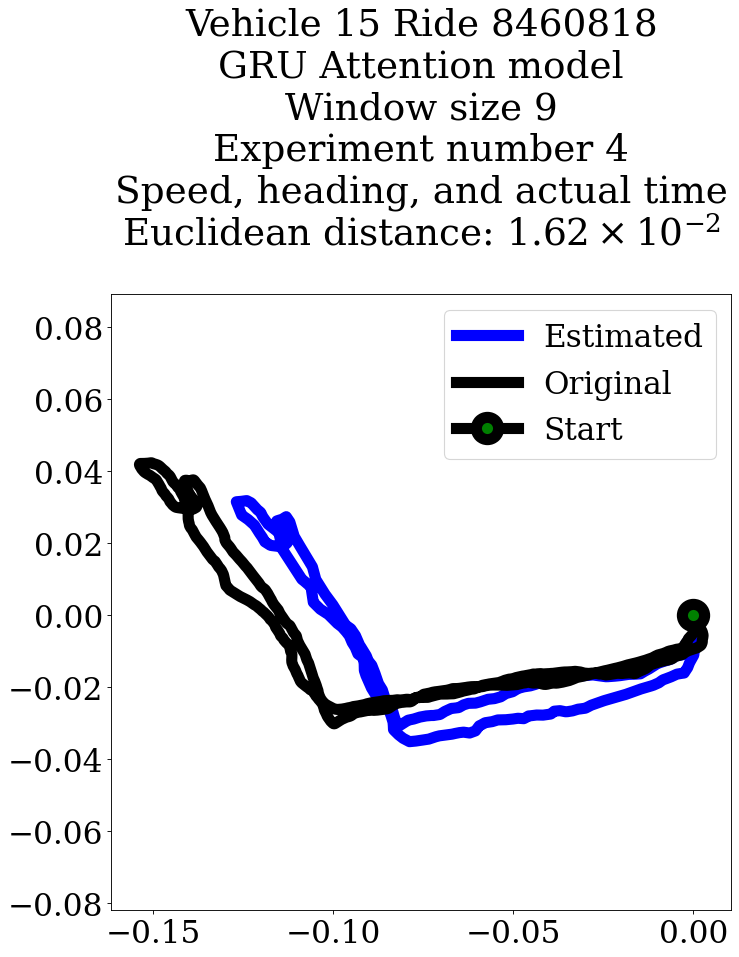 Vehicle 15 Ride 8460818
GRU Attention model
Window size 9
Experiment number 4
Speed, heading, and actual time
Euclidean distance: 1.62 × 10⁻²
Estimated
Original
Start
0.08
0.06
0.04
0.02
0.00
−0.02
−0.04
−0.06
−0.08
−0.15
−0.10
−0.05
0.00